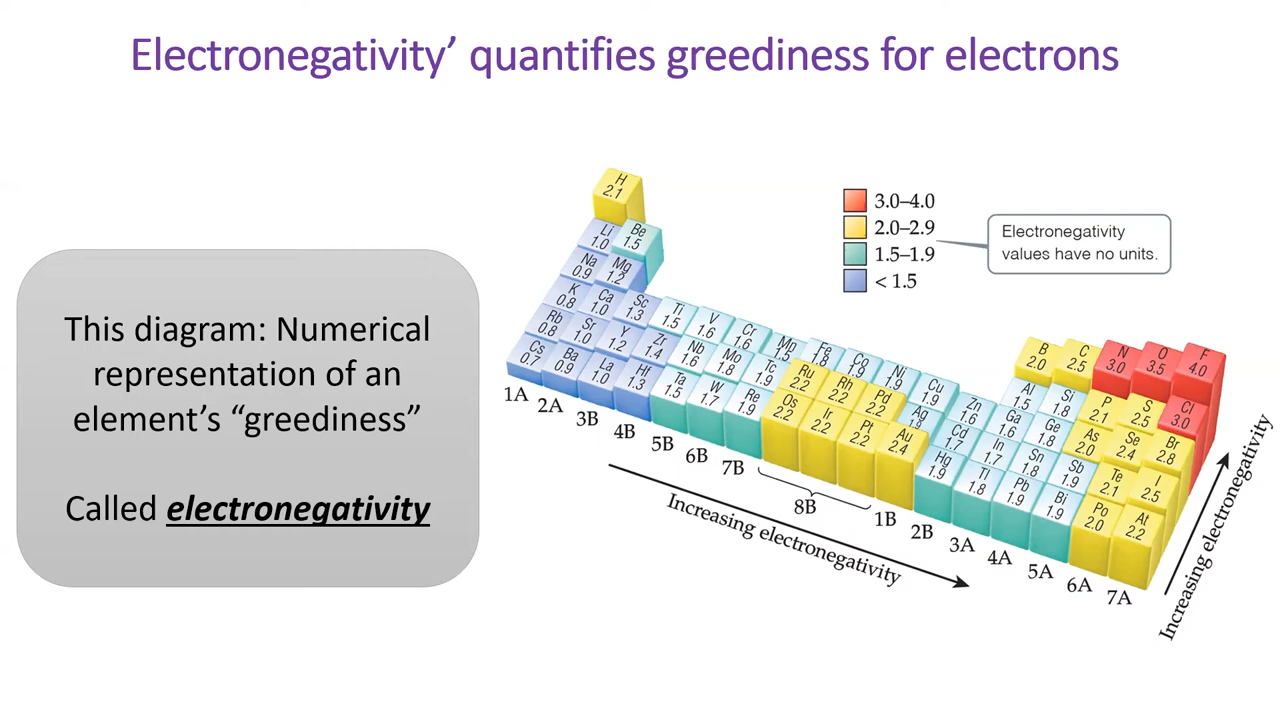 Electronegativity’ quantifies greediness for electrons
This diagram: Numerical
representation of an
element’s “greediness”
Called electronegativity
3.0–4.0
2.0–2.9
1.5–1.9
< 1.5
Electronegativity
values have no units.
H 2.1
Li 1.0 Be 1.5
Na 0.9 Mg 1.2
K 0.8 Ca 1.0 Sc 1.3 Ti 1.5 V 1.6 Cr 1.6 Mn 1.5 Fe 1.8 Co 1.9 Ni 1.9 Cu 1.9 Zn 1.6 Ga 1.6 Ge 1.8 As 2.0 Se 2.4 Br 2.8
Rb 0.8 Sr 1.0 Y 1.2 Zr 1.4 Nb 1.6 Mo 1.8 Tc 1.9 Ru 2.2 Rh 2.2 Pd 2.2 Ag 1.9 Cd 1.7 In 1.7 Sn 1.8 Sb 1.9 Te 2.1 I 2.5
Cs 0.7 Ba 0.9 La 1.0 Hf 1.3 Ta 1.5 W 1.7 Re 1.9 Os 2.2 Ir 2.2 Pt 2.2 Au 2.4 Hg 1.9 Tl 1.8 Pb 1.9 Bi 1.9 Po 2.0 At 2.2
B 2.0 C 2.5 N 3.0 O 3.5 F 4.0
Al 1.5 Si 1.8 P 2.1 S 2.5 Cl 3.0
1A 2A 3B 4B 5B 6B 7B 8B 1B 2B 3A 4A 5A 6A 7A
Increasing electronegativity
Increasing electronegativity